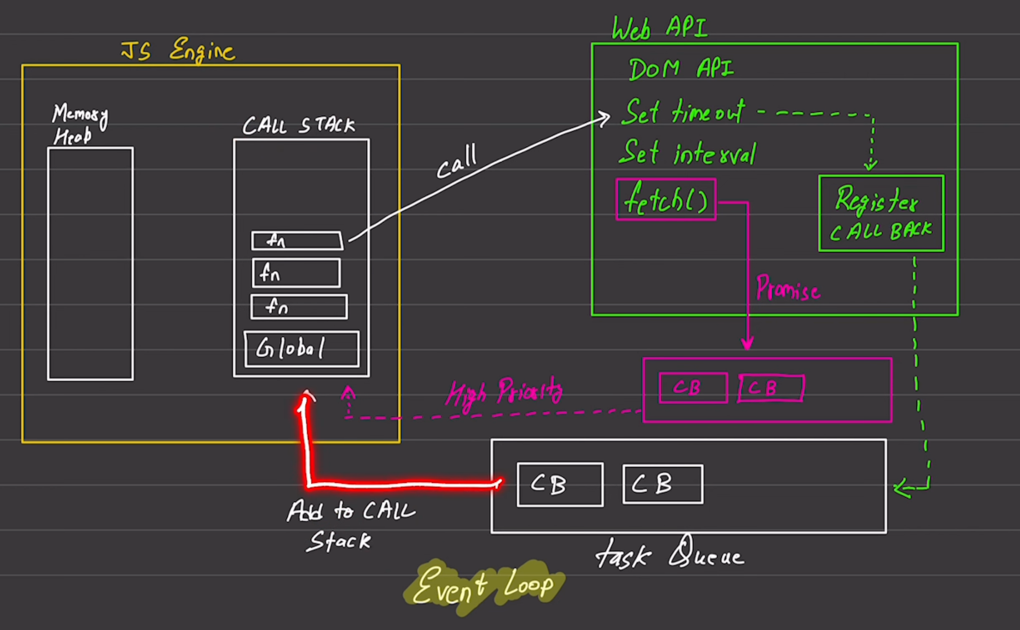 Web API
JS Engine
DOM API
Memory
Heap
CALL STACK
Set timeout
call
Set interval
fetch()
Register
CALL BACK
fn
fn
fn
Promise
Global
High Priority
CB
CB
CB
CB
Add to CALL
Stack
task Queue
Event Loop